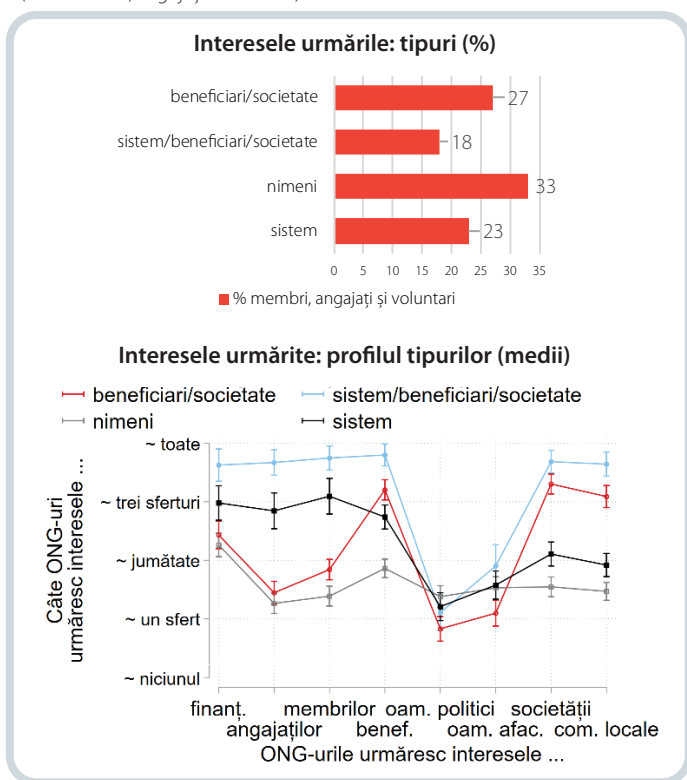 Interesele urmările: tipuri (%)
beneficiari/societate
27
sistem/beneficiari/societate
18
nimeni
33
sistem
23
0 5 10 15 20 25 30 35
% membri, angajați și voluntari
Interesele urmărite: profilul tipurilor (medii)
beneficiari/societate
sistem/beneficiari/societate
nimeni
sistem
Câte ONG-uri
urmăresc interesele ...
~ toate
~ trei sferturi
~ jumătate
~ un sfert
~ niciunul
finanț. membrilor oam. politici societății
angajaților benef. oam. afac. com. locale
ONG-urile urmăresc interesele ...